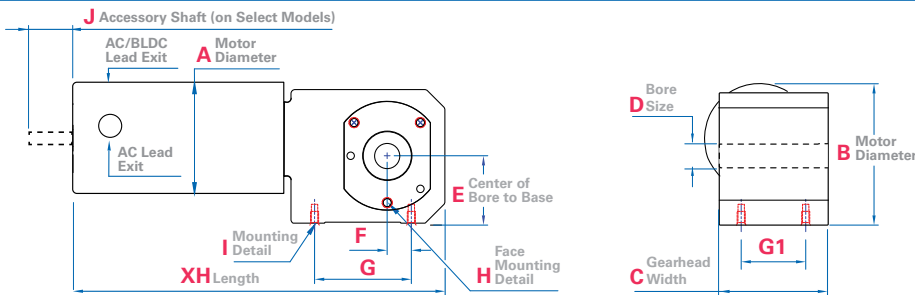 J Accessory Shaft (on Select Models)
AC/BLDC
Lead Exit
A Motor
Diameter
AC Lead
Exit
E Center of
Bore to Base
I Mounting
Detail
F
G
H Face
Mounting
Detail
XH Length
Bore
D Size
B Motor
Diameter
G1
C Gearhead
Width